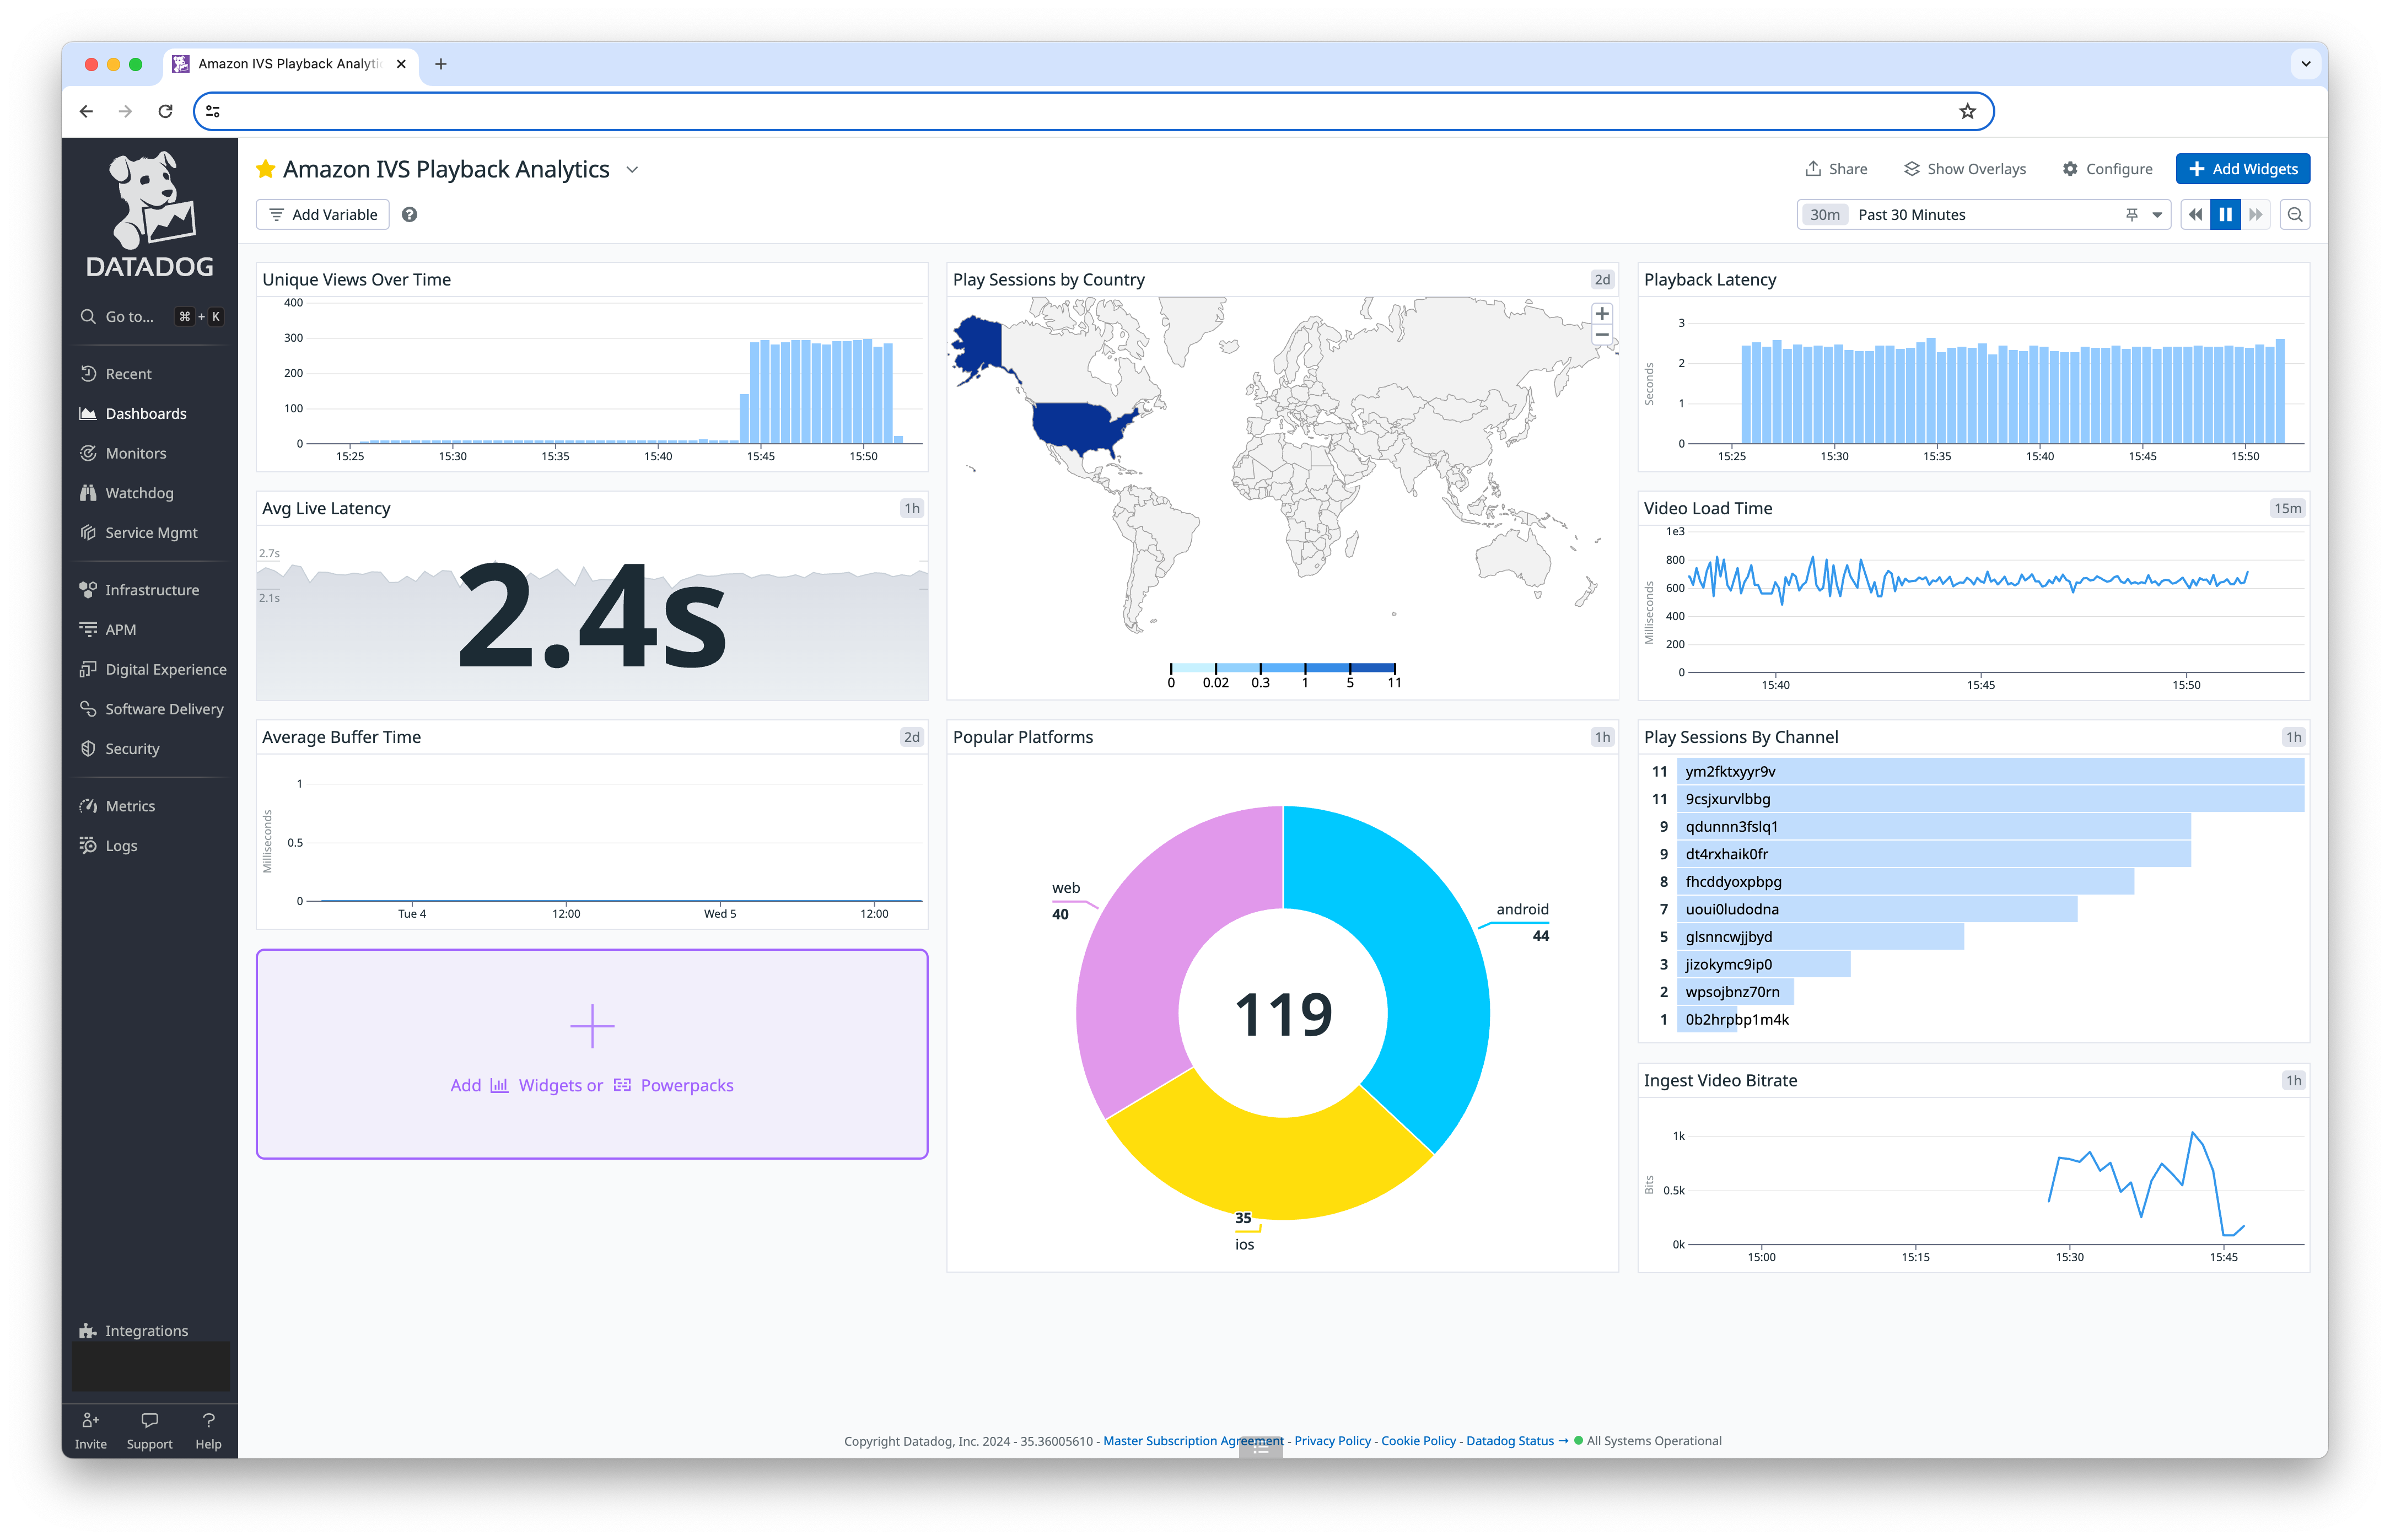 Amazon IVS Playback Analyti
DATADOG
Go to... ⌘ + K
Recent
Dashboards
Monitors
Watchdog
Service Mgmt
Infrastructure
APM
Digital Experience
Software Delivery
Security
Metrics
Logs
Integrations
Invite Support Help
Amazon IVS Playback Analytics
Share Show Overlays Configure Add Widgets
Add Variable ?
30m Past 30 Minutes
Unique Views Over Time
400
300
200
100
0
15:25 15:30 15:35 15:40 15:45 15:50
Avg Live Latency 1h
2.7s
2.1s
2.4s
Average Buffer Time 2d
Milliseconds
1
0.5
0
Tue 4 12:00 Wed 5 12:00
Add Widgets or Powerpacks
Play Sessions by Country 2d
+
−
0 0.02 0.3 1 5 11
Popular Platforms 1h
web
40
android
44
119
35
ios
Playback Latency
Seconds
3
2
1
0
15:25 15:30 15:35 15:40 15:45 15:50
Video Load Time 15m
Milliseconds
1e3
800
600
400
200
0
15:40 15:45 15:50
Play Sessions By Channel 1h
11 ym2fktxyyr9v
11 9csjxurvlbbg
9 qdunnn3fslq1
9 dt4rxhaik0fr
8 fhcddyoxpbpg
7 uoui0ludodna
5 glsnncwjjbyd
3 jizokymc9ip0
2 wpsojbnz70rn
1 0b2hrpbp1m4k
Ingest Video Bitrate 1h
Bits
1k
0.5k
0k
15:00 15:15 15:30 15:45
Copyright Datadog, Inc. 2024 - 35.36005610 - Master Subscription Agreement - Privacy Policy - Cookie Policy - Datadog Status → All Systems Operational